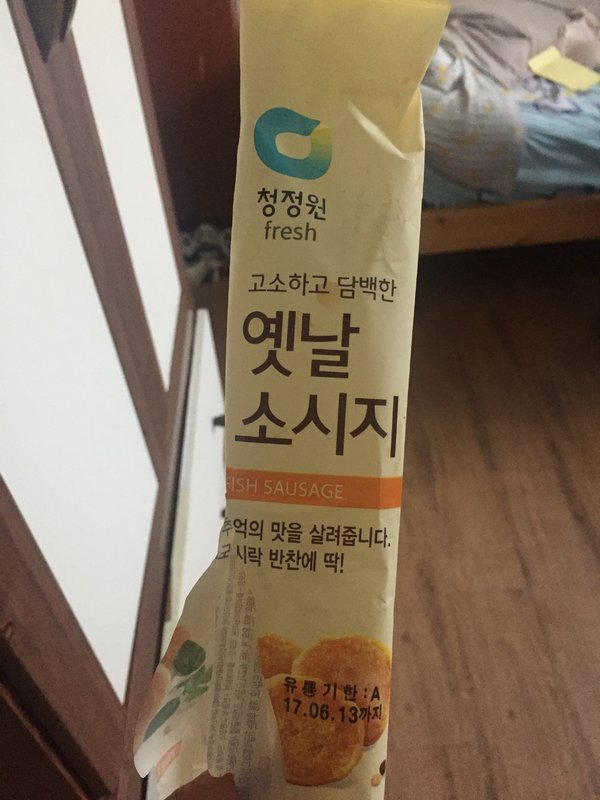 청정원
fresh
고소하고 담백한
옛날
소시지
FISH SAUSAGE
추억의 맛을 살려줍니다.
반찬에 딱!
유통기한:A
17.06.13까지